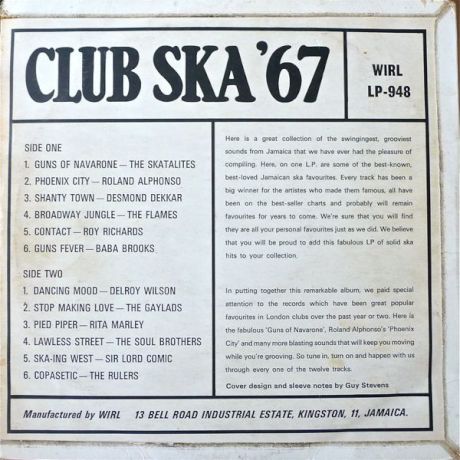 CLUB SKA '67
WIRL
LP-948
SIDE ONE
1. GUNS OF NAVARONE — THE SKATALITES
2. PHOENIX CITY — ROLAND ALPHONSO
3. SHANTY TOWN — DESMOND DEKKAR
4. BROADWAY JUNGLE — THE FLAMES
5. CONTACT — ROY RICHARDS
6. GUNS FEVER — BABA BROOKS
SIDE TWO
1. DANCING MOOD — DELROY WILSON
2. STOP MAKING LOVE — THE GAYLADS
3. PIED PIPER — RITA MARLEY
4. LAWLESS STREET — THE SOUL BROTHERS
5. SKA-ING WEST — SIR LORD COMIC
6. COPASETIC — THE RULERS
Here is a great collection of the swingingest, grooviest
sounds from Jamaica that we have ever had the pleasure of
compiling. Here, on one L.P. are some of the best-known,
best-loved Jamaican ska favourites. Every track has been a
big winner for the artistes who made them famous, all have
been on the best-seller charts and probably will remain
favourites for years to come. We're sure that you will find
they are all your personal favourites just as we did. We believe
that you will be proud to add this fabulous LP of solid ska
hits to your collection.
In putting together this remarkable album, we paid special
attention to the records which have been great popular
favourites in London clubs over the past year or two. Here is
the fabulous 'Guns of Navarone', Roland Alphonso's 'Phoenix
City' and many more blasting sounds that will keep you moving
while you're grooving. So tune in, turn on and happen with us
through every one of the twelve tracks.
Cover design and sleeve notes by Guy Stevens
Manufactured by WIRL 13 BELL ROAD INDUSTRIAL ESTATE, KINGSTON, 11, JAMAICA.